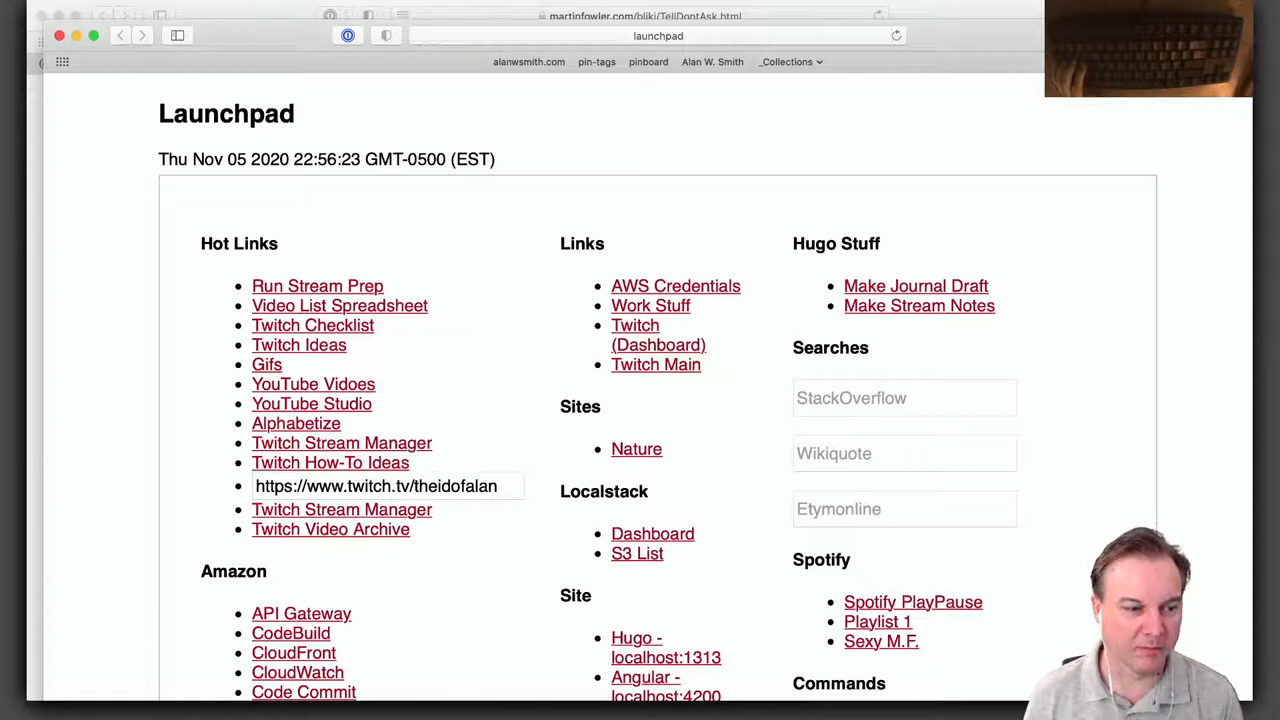 martinfowler.com/bliki/TellDontAsk.html
launchpad
alanwsmith.com pin-tags pinboard Alan W. Smith _Collections
Launchpad
Thu Nov 05 2020 22:56:23 GMT-0500 (EST)
Hot Links
Run Stream Prep
Video List Spreadsheet
Twitch Checklist
Twitch Ideas
Gifs
YouTube Vidoes
YouTube Studio
Alphabetize
Twitch Stream Manager
Twitch How-To Ideas
https://www.twitch.tv/theidofalan
Twitch Stream Manager
Twitch Video Archive
Amazon
API Gateway
CodeBuild
CloudFront
CloudWatch
Code Commit
Links
AWS Credentials
Work Stuff
Twitch
(Dashboard)
Twitch Main
Sites
Nature
Localstack
Dashboard
S3 List
Site
Hugo -
localhost:1313
Angular -
localhost:4200
Hugo Stuff
Make Journal Draft
Make Stream Notes
Searches
StackOverflow
Wikiquote
Etymonline
Spotify
Spotify PlayPause
Playlist 1
Sexy M.F.
Commands